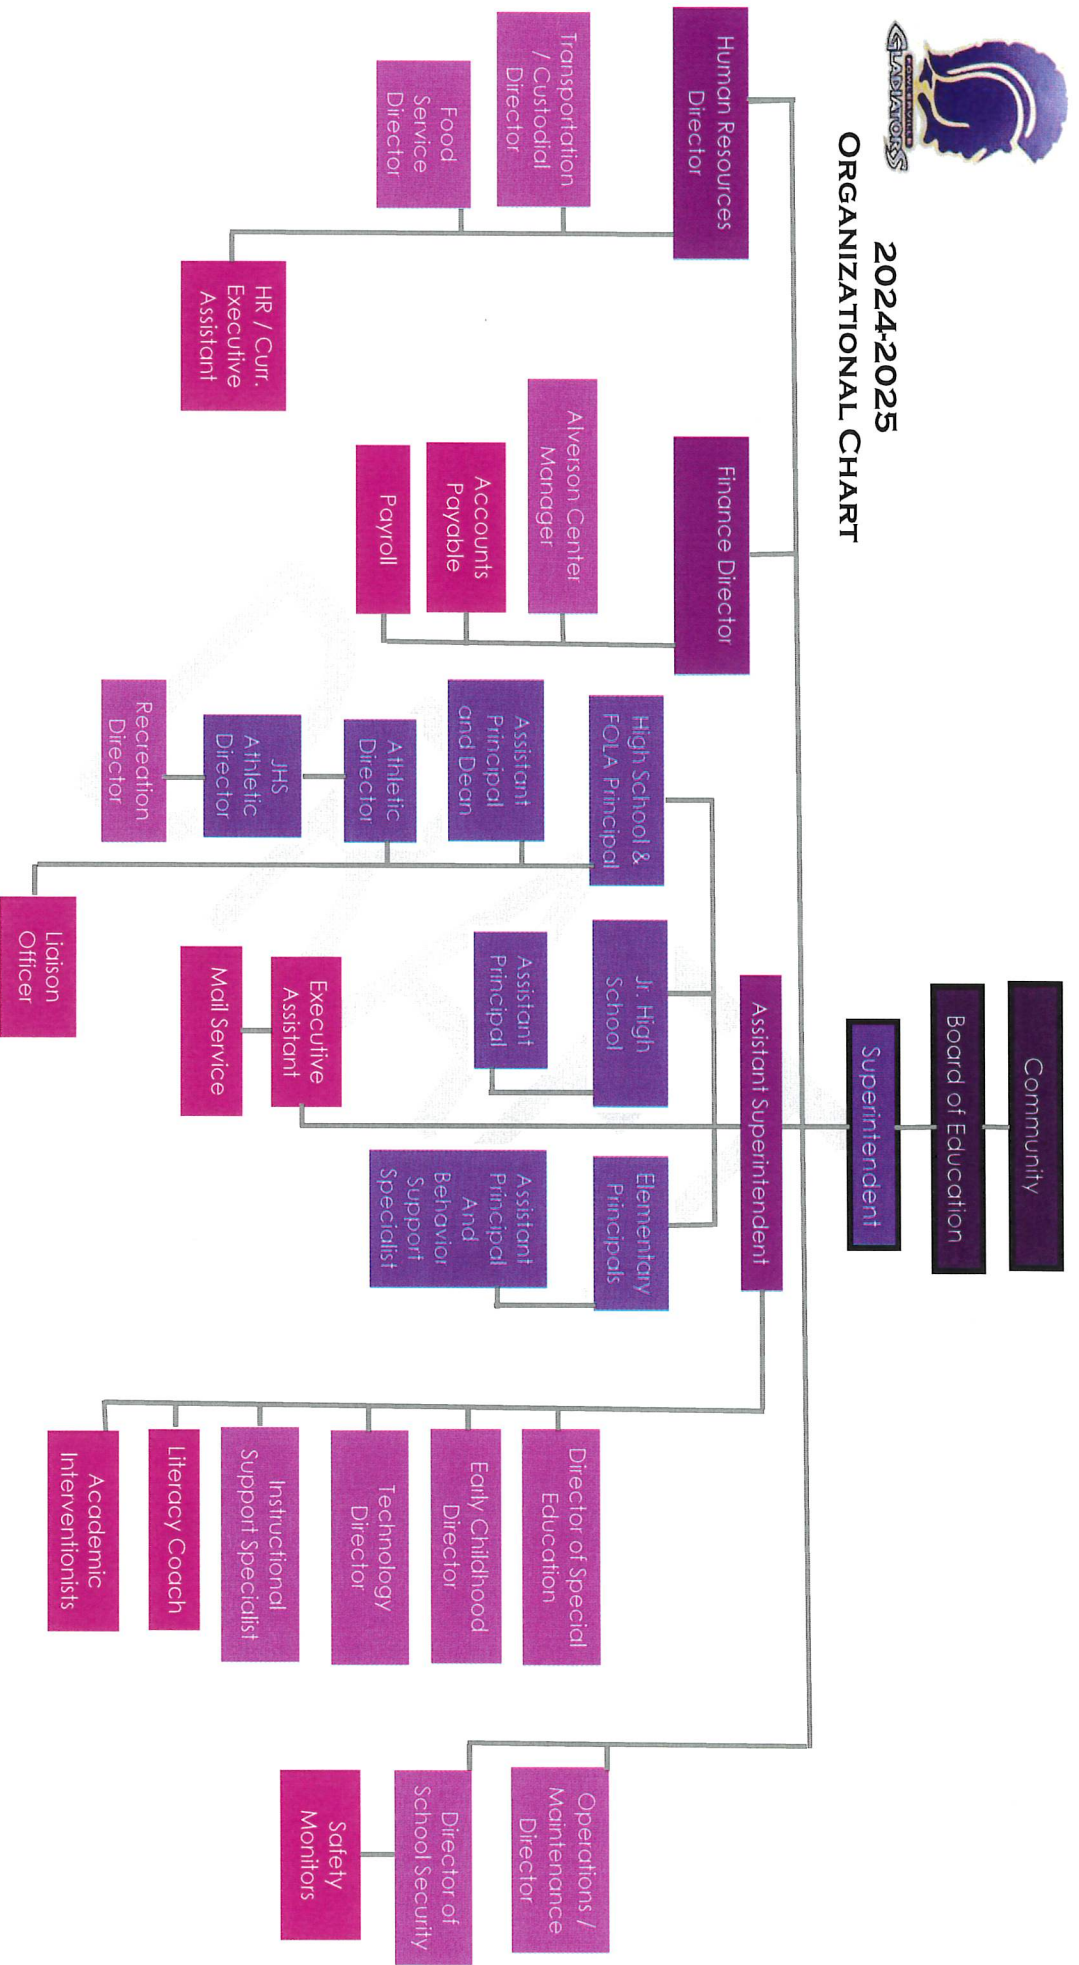 FOWLERVILLE
GLADIATORS
2024-2025
ORGANIZATIONAL CHART
Community
Board of Education
Superintendent
Assistant Superintendent
Human Resources
Director
Transportation
/ Custodial
Director
Food
Service
Director
HR / Curr.
Executive
Assistant
Finance Director
Alverson Center
Manager
Accounts
Payable
Payroll
High School &
FOLA Principal
Assistant
Principal
and Dean
Athletic
Director
JHS
Athletic
Director
Recreation
Director
Liaison
Officer
Jr. High
School
Assistant
Principal
Executive
Assistant
Mail Service
Elementary
Principals
Assistant
Principal
And
Behavior
Support
Specialist
Director of Special
Education
Early Childhood
Director
Technology
Director
Instructional
Support Specialist
Literacy Coach
Academic
Interventionists
Operations /
Maintenance
Director
Director of
School Security
Safety
Monitors